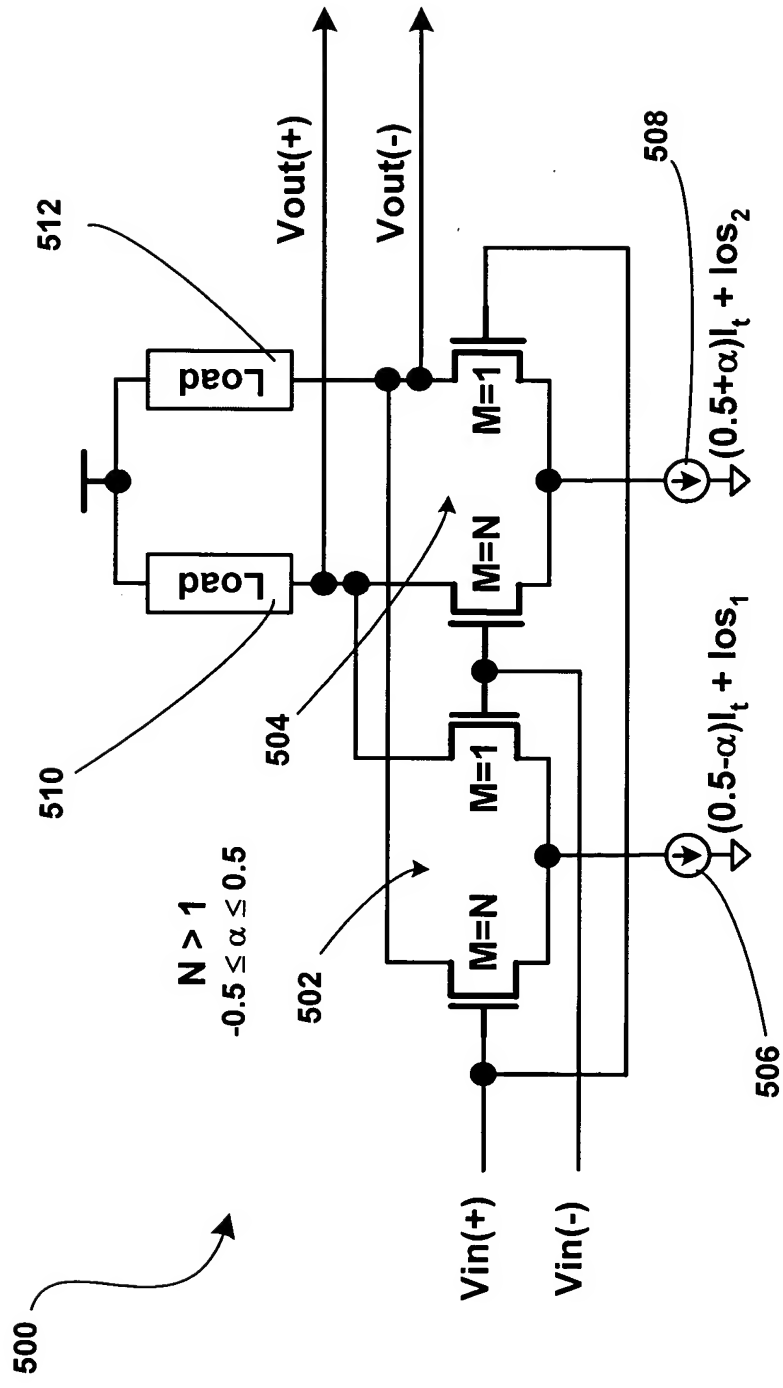 500
N > 1
-0.5 ≤ α ≤ 0.5
510
512
Load
Load
Vout(+)
Vout(-)
502
504
M=N
M=1
M=N
M=1
Vin(+)
Vin(-)
506
(0.5-α)Iₜ + Ios₁
508
(0.5+α)Iₜ + Ios₂